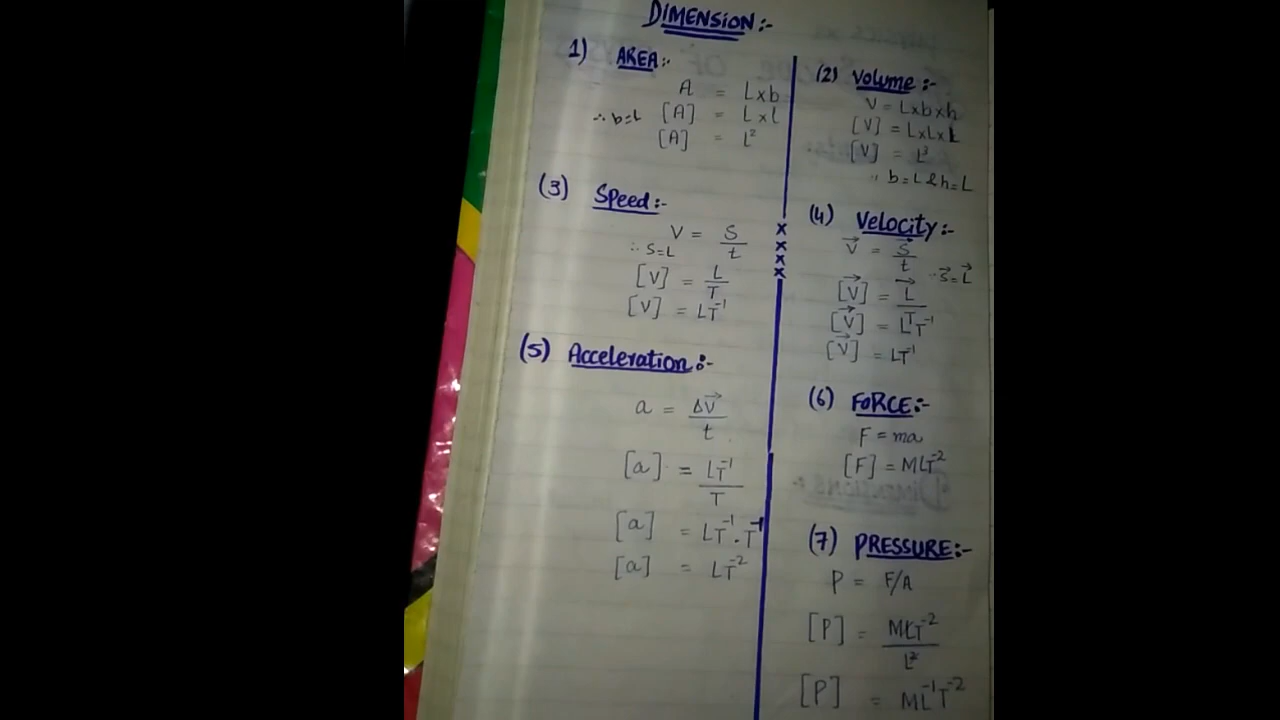 DIMENSION:-
1) AREA:-
A = L×b
∴ b=L [A] = L×L
[A] = L²
(2) Volume:-
V = L×b×h
[V] = L×L×L
[V] = L³
∵ b=L & h=L
(3) Speed:-
V = S/t
∵ S=L
[V] = L/T
[V] = LT⁻¹
(4) Velocity:-
V⃗ = S⃗/t
∵ S⃗=L⃗
[V⃗] = L⃗/T
[V⃗] = L¹T⁻¹
[V⃗] = LT⁻¹
(5) Acceleration:-
a = ΔV⃗/t
[a] = LT⁻¹/T
[a] = LT⁻¹.T⁻¹
[a] = LT⁻²
(6) FORCE:-
F = ma
[F] = MLT⁻²
(7) PRESSURE:-
P = F/A
[P] = MLT⁻²/L²
[P] = ML⁻¹T⁻²